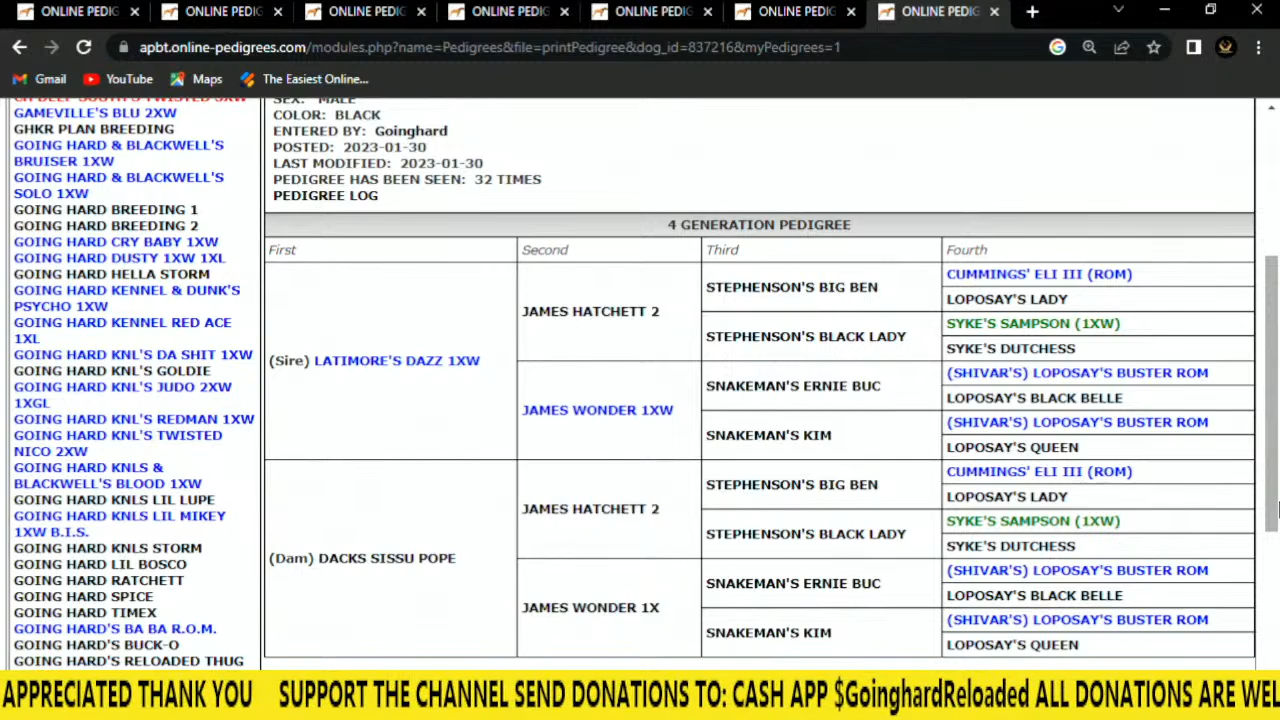 ONLINE PEDIG
ONLINE PEDIG
ONLINE PEDIG
ONLINE PEDIG
ONLINE PEDIG
ONLINE PEDIG
ONLINE PEDIG
apbt.online-pedigrees.com/modules.php?name=Pedigrees&file=printPedigree&dog_id=837216&myPedigrees=1
Gmail
YouTube
Maps
The Easiest Online...
CH DEEP SOUTH'S TWISTED 3XW
GAMEVILLE'S BLU 2XW
GHKR PLAN BREEDING
GOING HARD & BLACKWELL'S
BRUISER 1XW
GOING HARD & BLACKWELL'S
SOLO 1XW
GOING HARD BREEDING 1
GOING HARD BREEDING 2
GOING HARD CRY BABY 1XW
GOING HARD DUSTY 1XW 1XL
GOING HARD HELLA STORM
GOING HARD KENNEL & DUNK'S
PSYCHO 1XW
GOING HARD KENNEL RED ACE
1XL
GOING HARD KNL'S DA SHIT 1XW
GOING HARD KNL'S GOLDIE
GOING HARD KNL'S JUDO 2XW
1XGL
GOING HARD KNL'S REDMAN 1XW
GOING HARD KNL'S TWISTED
NICO 2XW
GOING HARD KNLS &
BLACKWELL'S BLOOD 1XW
GOING HARD KNLS LIL LUPE
GOING HARD KNLS LIL MIKEY
1XW B.I.S.
GOING HARD KNLS STORM
GOING HARD LIL BOSCO
GOING HARD RATCHETT
GOING HARD SPICE
GOING HARD TIMEX
GOING HARD'S BA BA R.O.M.
GOING HARD'S BUCK-O
GOING HARD'S RELOADED THUG
SEX: MALE
COLOR: BLACK
ENTERED BY: Goinghard
POSTED: 2023-01-30
LAST MODIFIED: 2023-01-30
PEDIGREE HAS BEEN SEEN: 32 TIMES
PEDIGREE LOG
4 GENERATION PEDIGREE
First
Second
Third
Fourth
(Sire) LATIMORE'S DAZZ 1XW
JAMES HATCHETT 2
STEPHENSON'S BIG BEN
CUMMINGS' ELI III (ROM)
LOPOSAY'S LADY
STEPHENSON'S BLACK LADY
SYKE'S SAMPSON (1XW)
SYKE'S DUTCHESS
JAMES WONDER 1XW
SNAKEMAN'S ERNIE BUC
(SHIVAR'S) LOPOSAY'S BUSTER ROM
LOPOSAY'S BLACK BELLE
SNAKEMAN'S KIM
(SHIVAR'S) LOPOSAY'S BUSTER ROM
LOPOSAY'S QUEEN
(Dam) DACKS SISSU POPE
JAMES HATCHETT 2
STEPHENSON'S BIG BEN
CUMMINGS' ELI III (ROM)
LOPOSAY'S LADY
STEPHENSON'S BLACK LADY
SYKE'S SAMPSON (1XW)
SYKE'S DUTCHESS
JAMES WONDER 1X
SNAKEMAN'S ERNIE BUC
(SHIVAR'S) LOPOSAY'S BUSTER ROM
LOPOSAY'S BLACK BELLE
SNAKEMAN'S KIM
(SHIVAR'S) LOPOSAY'S BUSTER ROM
LOPOSAY'S QUEEN
APPRECIATED THANK YOU SUPPORT THE CHANNEL SEND DONATIONS TO: CASH APP $GoinghardReloaded ALL DONATIONS ARE WEL